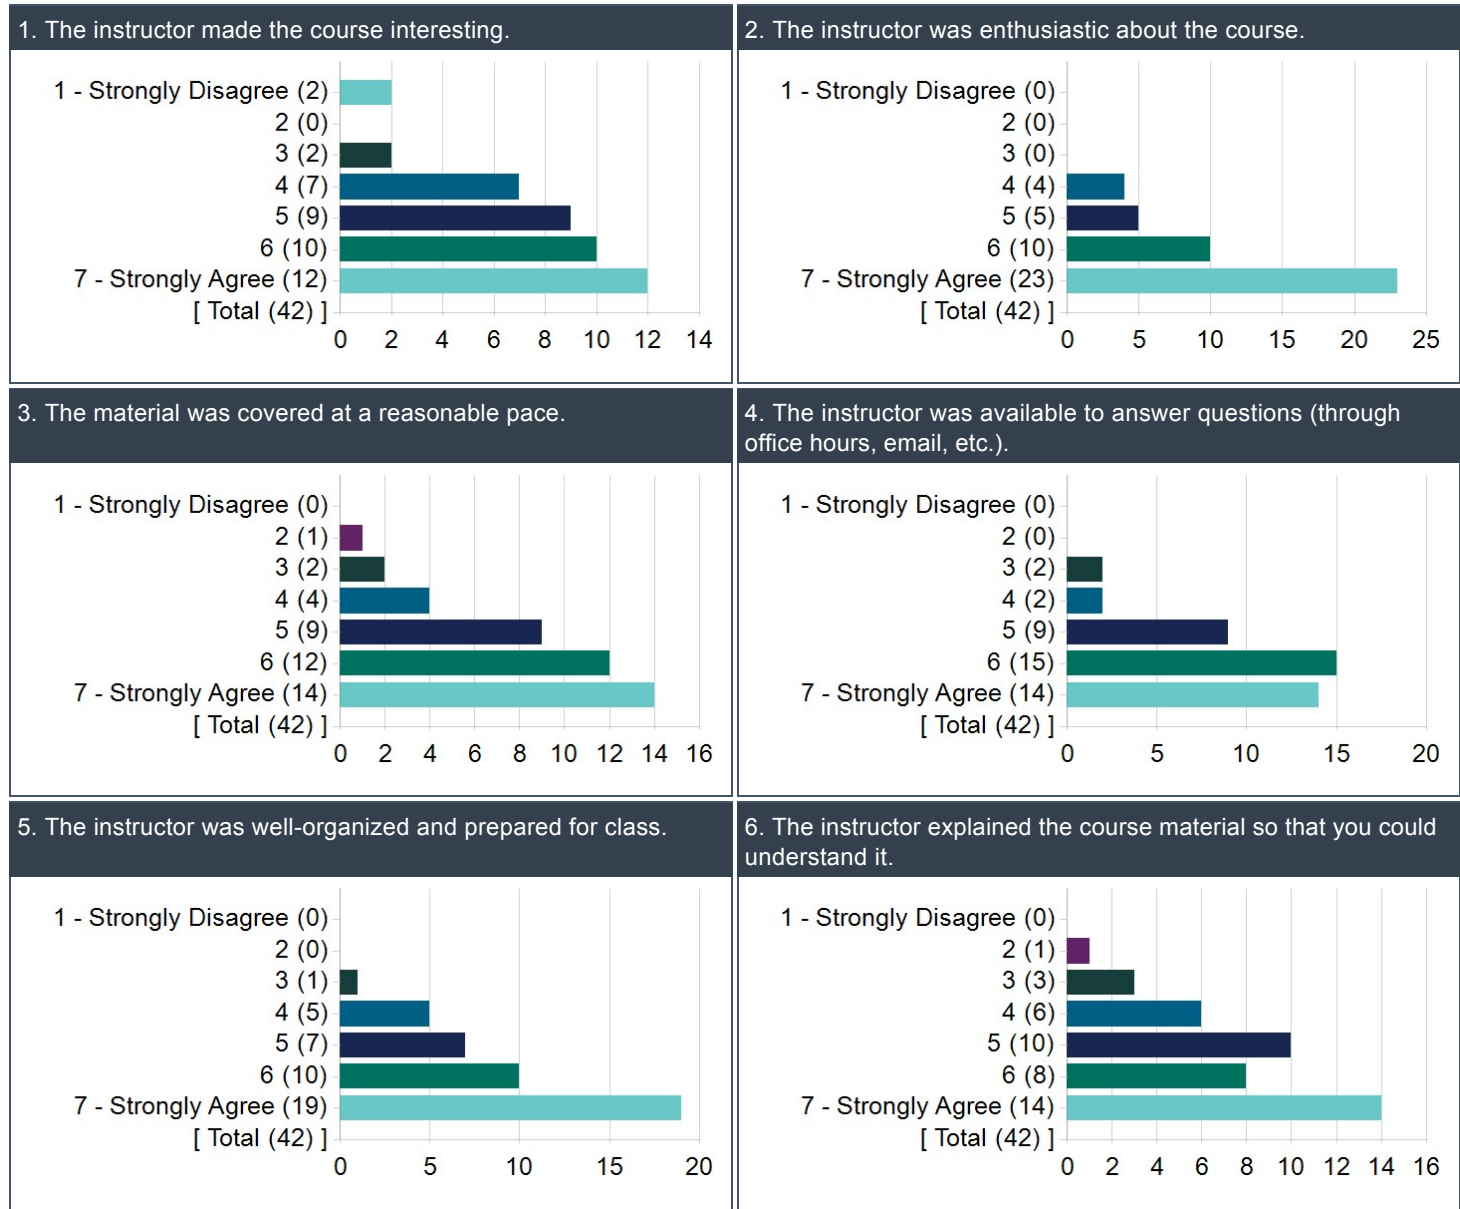 1. The instructor made the course interesting.
1 - Strongly Disagree (2)
2 (0)
3 (2)
4 (7)
5 (9)
6 (10)
7 - Strongly Agree (12)
[ Total (42) ]
0 2 4 6 8 10 12 14
2. The instructor was enthusiastic about the course.
1 - Strongly Disagree (0)
2 (0)
3 (0)
4 (4)
5 (5)
6 (10)
7 - Strongly Agree (23)
[ Total (42) ]
0 5 10 15 20 25
3. The material was covered at a reasonable pace.
1 - Strongly Disagree (0)
2 (1)
3 (2)
4 (4)
5 (9)
6 (12)
7 - Strongly Agree (14)
[ Total (42) ]
0 2 4 6 8 10 12 14 16
4. The instructor was available to answer questions (through
office hours, email, etc.).
1 - Strongly Disagree (0)
2 (0)
3 (2)
4 (2)
5 (9)
6 (15)
7 - Strongly Agree (14)
[ Total (42) ]
0 5 10 15 20
5. The instructor was well-organized and prepared for class.
1 - Strongly Disagree (0)
2 (0)
3 (1)
4 (5)
5 (7)
6 (10)
7 - Strongly Agree (19)
[ Total (42) ]
0 5 10 15 20
6. The instructor explained the course material so that you could
understand it.
1 - Strongly Disagree (0)
2 (1)
3 (3)
4 (6)
5 (10)
6 (8)
7 - Strongly Agree (14)
[ Total (42) ]
0 2 4 6 8 10 12 14 16